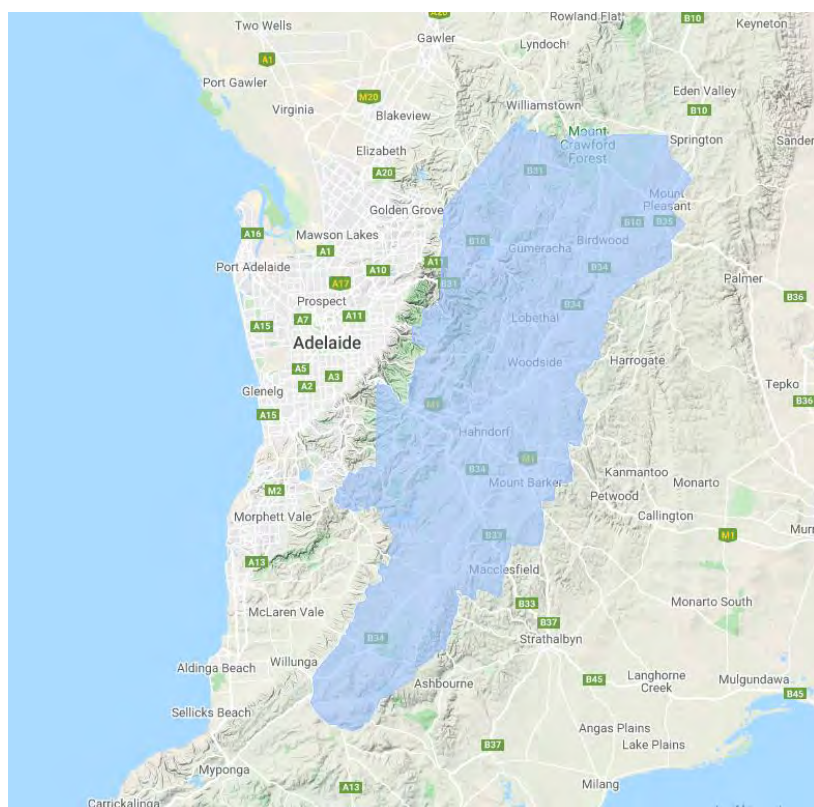 A20
Rowland Flat
B10
Keyneton
Two Wells
Gawler
Lyndoch
A1
Port Gawler
M20
Williamstown
Eden Valley
B10
Virginia
Blakeview
Mount
Crawford
Forest
Springton
Elizabeth
A20
B31
Golden Grove
Mount
Pleasant
A16
Mawson Lakes
B10
B35
A1
B10
Gumeracha
Birdwood
Port Adelaide
A10
A11
B34
Palmer
A17
B31
B36
Prospect
B34
A7
A11
Lobethal
A15
Adelaide
Woodside
Harrogate
A5
A3
A2
Glenelg
Tepko
M1
B36
A15
Hahndorf
M1
B34
Kanmantoo
M2
Mount Barker
Petwood
Monarto
Morphett Vale
Callington
B33
M1
A13
Macclesfield
B33
Monarto South
McLaren Vale
B37
B34
Strathalbyn
Willunga
Aldinga Beach
Langhorne
Creek
Mulgundawa
Ashbourne
B45
B45
Sellicks Beach
Angas Plains
B37
Lake Plains
Myponga
A13
Milang
Carrickalinga